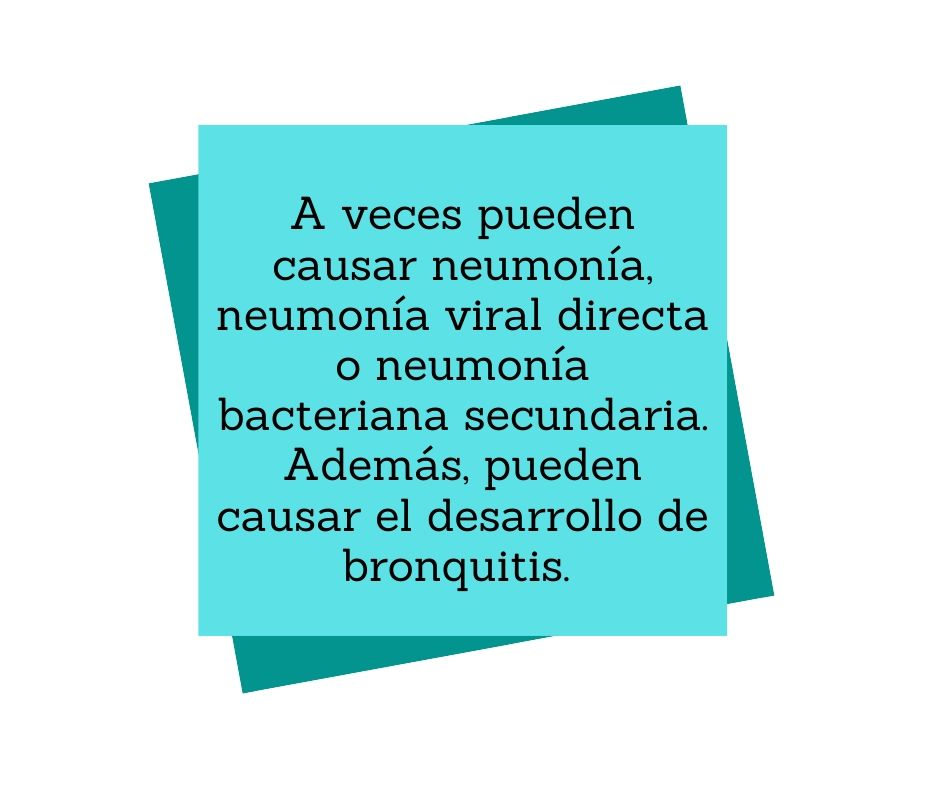 A veces pueden
causar neumonía,
neumonía viral directa
o neumonía
bacteriana secundaria.
Además, pueden
causar el desarrollo de
bronquitis.